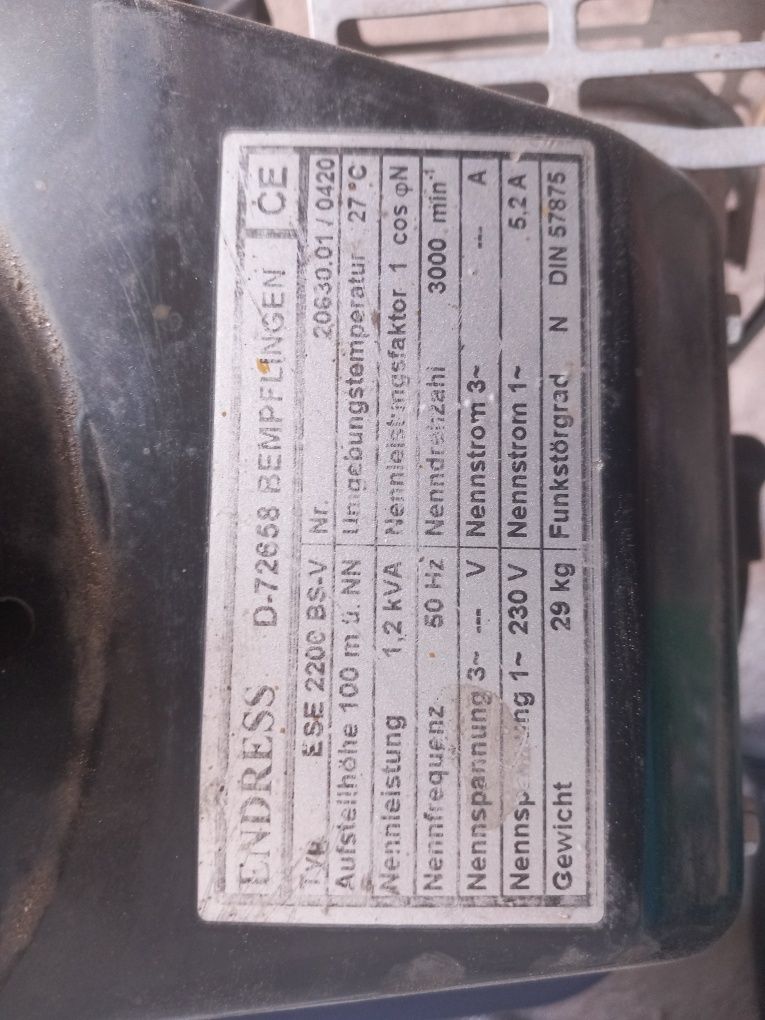 ENDRESS D-72658 BEMPFLINGEN CE
TYP ESE 2200 BS-V Nr. 20630.01 / 0420
Aufstellhöhe 100 m ü. NN Umgebungstemperatur 27 °C
Nennleistung 1,2 kVA Nennleistungsfaktor 1 cos φN
Nennfrequenz 50 Hz Nenndrehzahl 3000 min⁻¹
Nennspannung 3~ --- V Nennstrom 3~ --- A
Nennspannung 1~ 230 V Nennstrom 1~ 5,2 A
Gewicht 29 kg Funkstörgrad N DIN 57875